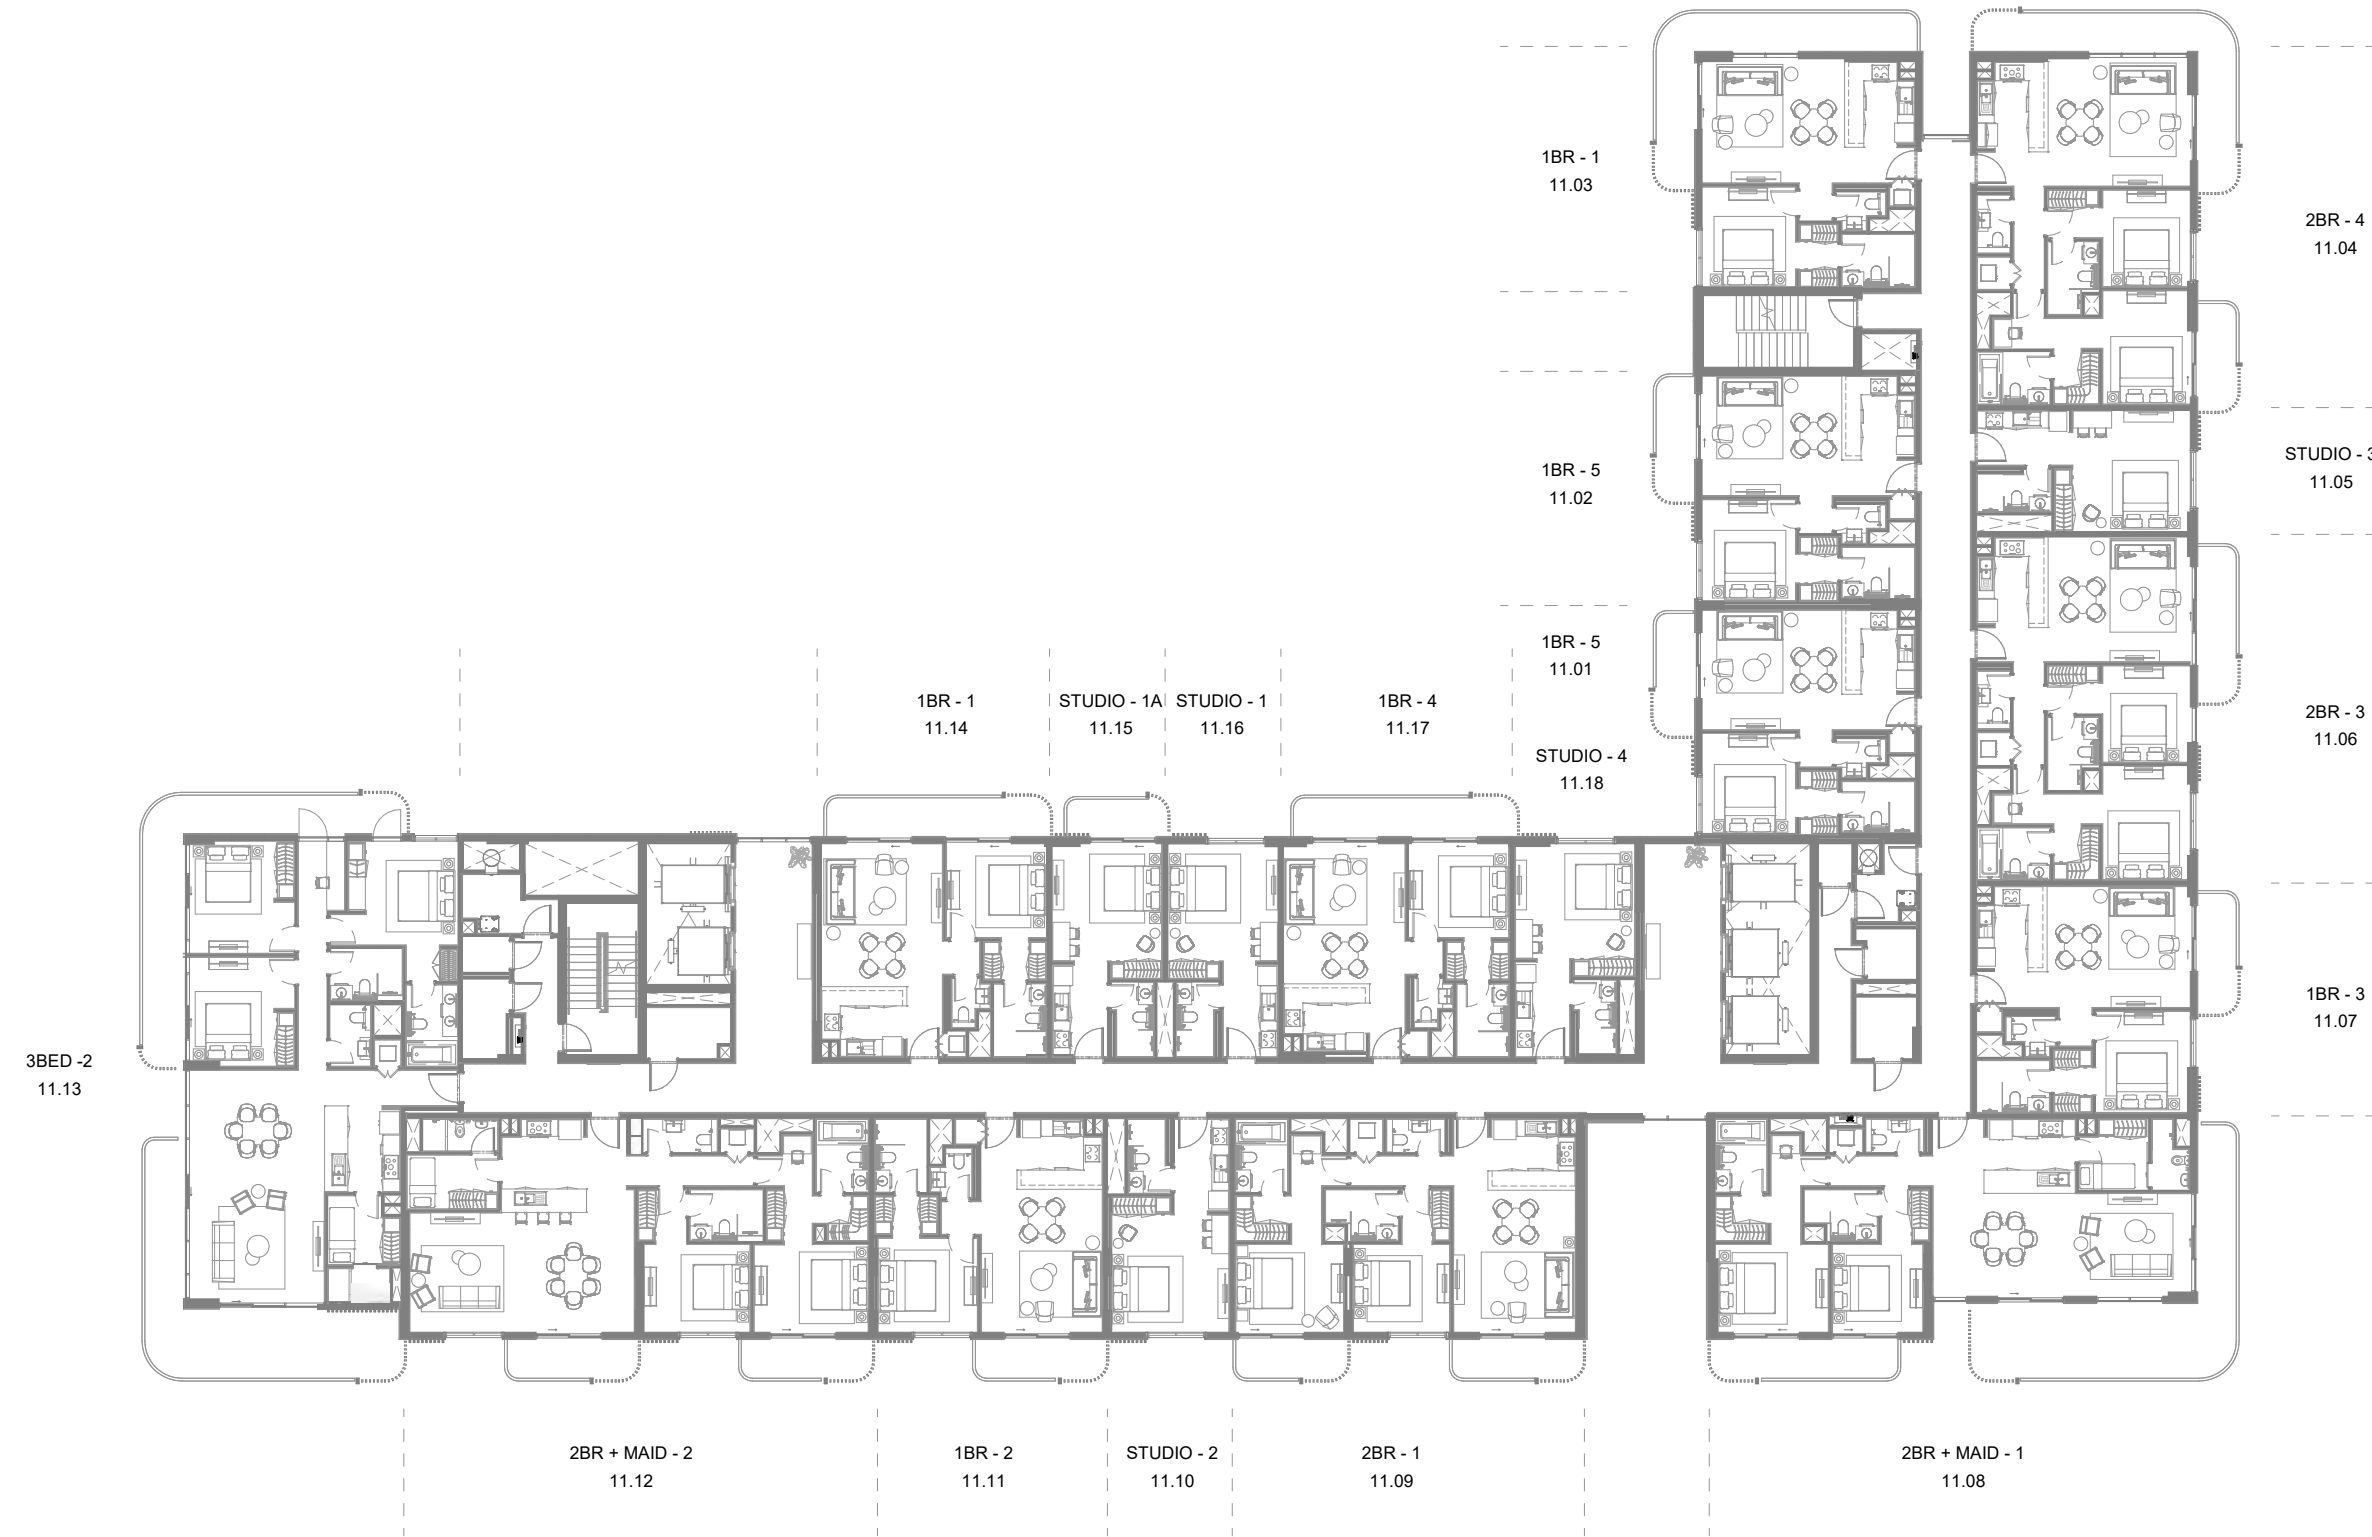 1BR - 1
11.03
2BR - 4
11.04
STUDIO - 3
11.05
1BR - 5
11.02
1BR - 5
11.01
1BR - 1
11.14
STUDIO - 1A
11.15
STUDIO - 1
11.16
1BR - 4
11.17
STUDIO - 4
11.18
2BR - 3
11.06
1BR - 3
11.07
3BED -2
11.13
2BR + MAID - 2
11.12
1BR - 2
11.11
STUDIO - 2
11.10
2BR - 1
11.09
2BR + MAID - 1
11.08